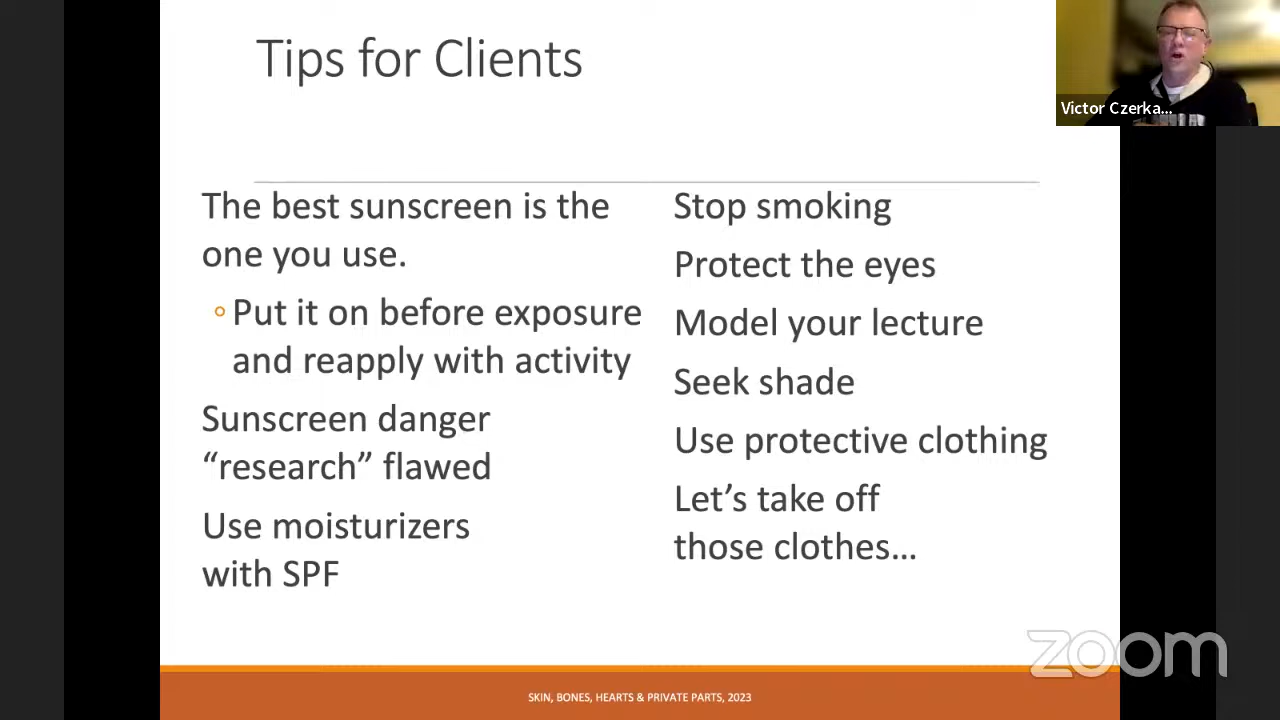 Tips for Clients
Victor Czerka...
The best sunscreen is the
one you use.
Put it on before exposure
and reapply with activity
Sunscreen danger
“research” flawed
Use moisturizers
with SPF
Stop smoking
Protect the eyes
Model your lecture
Seek shade
Use protective clothing
Let’s take off
those clothes…
zoom
SKIN, BONES, HEARTS & PRIVATE PARTS, 2023